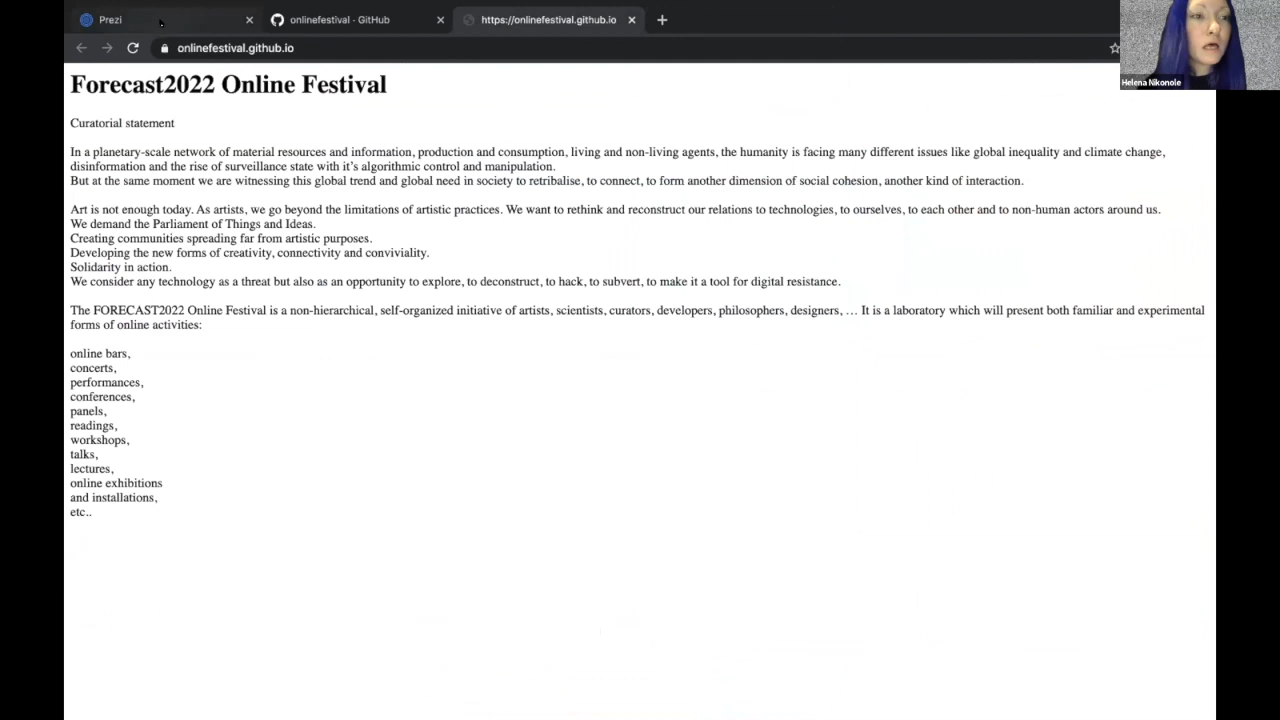 Prezi
onlinefestival - GitHub
https://onlinefestival.github.io
onlinefestival.github.io
Helena Nikonole
Forecast2022 Online Festival
Curatorial statement
In a planetary-scale network of material resources and information, production and consumption, living and non-living agents, the humanity is facing many different issues like global inequality and climate change,
disinformation and the rise of surveillance state with it's algorithmic control and manipulation.
But at the same moment we are witnessing this global trend and global need in society to retribalise, to connect, to form another dimension of social cohesion, another kind of interaction.
Art is not enough today. As artists, we go beyond the limitations of artistic practices. We want to rethink and reconstruct our relations to technologies, to ourselves, to each other and to non-human actors around us.
We demand the Parliament of Things and Ideas.
Creating communities spreading far from artistic purposes.
Developing the new forms of creativity, connectivity and conviviality.
Solidarity in action.
We consider any technology as a threat but also as an opportunity to explore, to deconstruct, to hack, to subvert, to make it a tool for digital resistance.
The FORECAST2022 Online Festival is a non-hierarchical, self-organized initiative of artists, scientists, curators, developers, philosophers, designers, … It is a laboratory which will present both familiar and experimental
forms of online activities:
online bars,
concerts,
performances,
conferences,
panels,
readings,
workshops,
talks,
lectures,
online exhibitions
and installations,
etc..